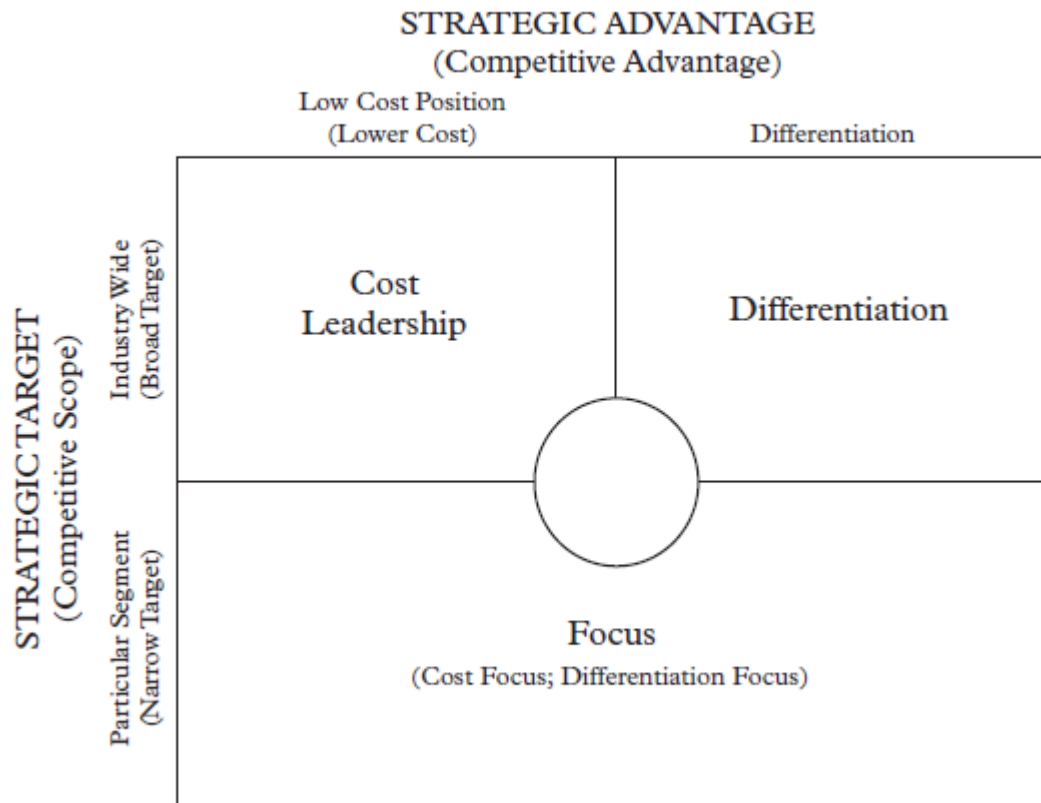 STRATEGIC ADVANTAGE
(Competitive Advantage)
Low Cost Position
(Lower Cost)
Differentiation
STRATEGIC TARGET
(Competitive Scope)
Industry Wide
(Broad Target)
Cost
Leadership
Differentiation
Particular Segment
(Narrow Target)
Focus
(Cost Focus; Differentiation Focus)